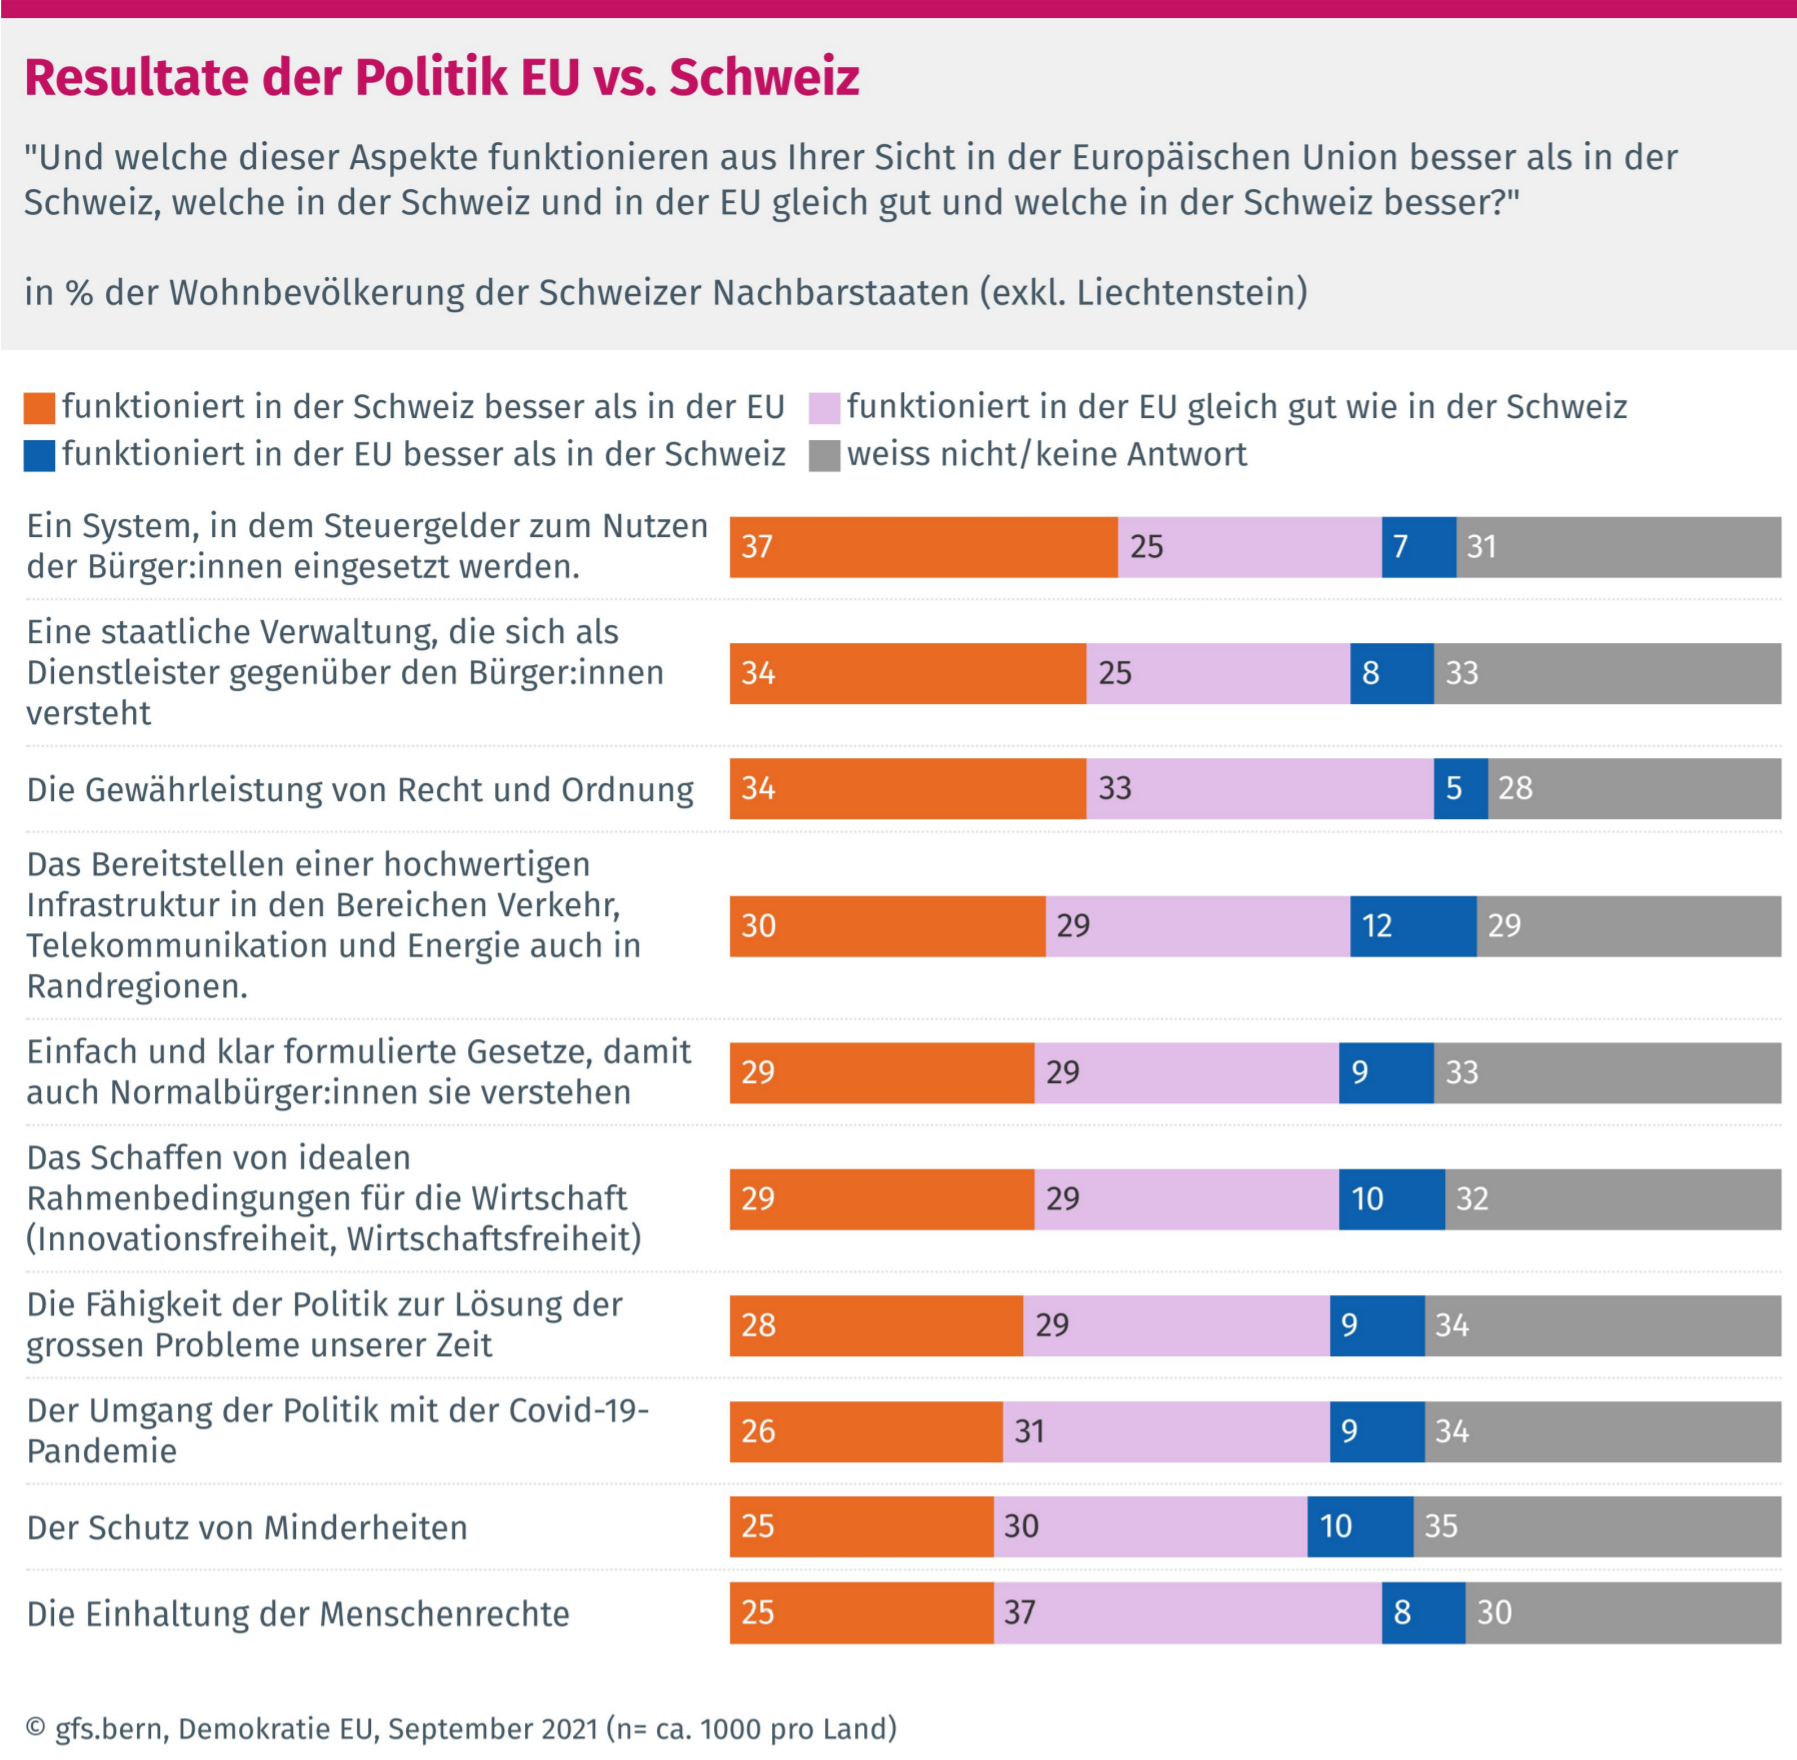 Resultate der Politik EU vs. Schweiz
"Und welche dieser Aspekte funktionieren aus Ihrer Sicht in der Europäischen Union besser als in der
Schweiz, welche in der Schweiz und in der EU gleich gut und welche in der Schweiz besser?"
in % der Wohnbevölkerung der Schweizer Nachbarstaaten (exkl. Liechtenstein)
funktioniert in der Schweiz besser als in der EU funktioniert in der EU gleich gut wie in der Schweiz
funktioniert in der EU besser als in der Schweiz weiss nicht/keine Antwort
Ein System, in dem Steuergelder zum Nutzen
der Bürger:innen eingesetzt werden.
37 25 7 31
Eine staatliche Verwaltung, die sich als
Dienstleister gegenüber den Bürger:innen
versteht
34 25 8 33
Die Gewährleistung von Recht und Ordnung
34 33 5 28
Das Bereitstellen einer hochwertigen
Infrastruktur in den Bereichen Verkehr,
Telekommunikation und Energie auch in
Randregionen.
30 29 12 29
Einfach und klar formulierte Gesetze, damit
auch Normalbürger:innen sie verstehen
29 29 9 33
Das Schaffen von idealen
Rahmenbedingungen für die Wirtschaft
(Innovationsfreiheit, Wirtschaftsfreiheit)
29 29 10 32
Die Fähigkeit der Politik zur Lösung der
grossen Probleme unserer Zeit
28 29 9 34
Der Umgang der Politik mit der Covid-19-
Pandemie
26 31 9 34
Der Schutz von Minderheiten
25 30 10 35
Die Einhaltung der Menschenrechte
25 37 8 30
© gfs.bern, Demokratie EU, September 2021 (n= ca. 1000 pro Land)